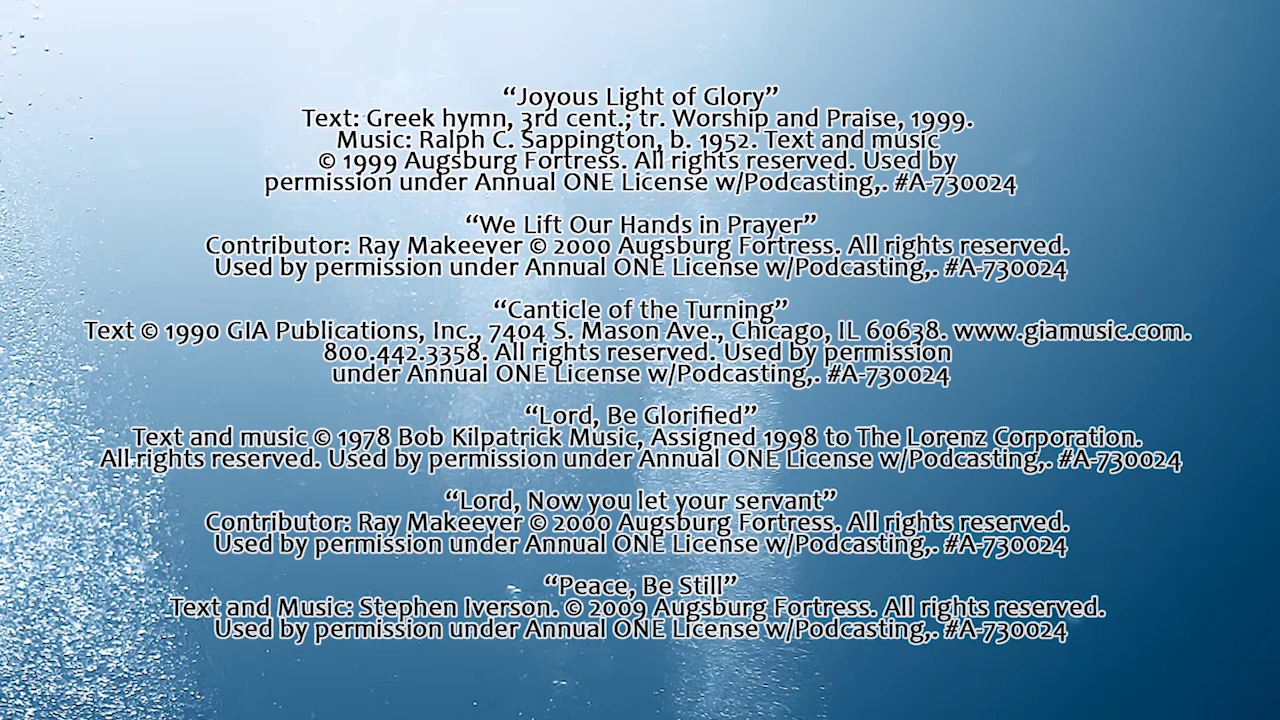 “Joyous Light of Glory”
Text: Greek hymn, 3rd cent.; tr. Worship and Praise, 1999.
Music: Ralph C. Sappington, b. 1952. Text and music
© 1999 Augsburg Fortress. All rights reserved. Used by
permission under Annual ONE License w/Podcasting,. #A-730024
“We Lift Our Hands in Prayer”
Contributor: Ray Makeever © 2000 Augsburg Fortress. All rights reserved.
Used by permission under Annual ONE License w/Podcasting,. #A-730024
“Canticle of the Turning”
Text © 1990 GIA Publications, Inc., 7404 S. Mason Ave., Chicago, IL 60638. www.giamusic.com.
800.442.3358. All rights reserved. Used by permission
under Annual ONE License w/Podcasting,. #A-730024
“Lord, Be Glorified”
Text and music © 1978 Bob Kilpatrick Music, Assigned 1998 to The Lorenz Corporation.
All rights reserved. Used by permission under Annual ONE License w/Podcasting,. #A-730024
“Lord, Now you let your servant”
Contributor: Ray Makeever © 2000 Augsburg Fortress. All rights reserved.
Used by permission under Annual ONE License w/Podcasting,. #A-730024
“Peace, Be Still”
Text and Music: Stephen Iverson. © 2009 Augsburg Fortress. All rights reserved.
Used by permission under Annual ONE License w/Podcasting,. #A-730024